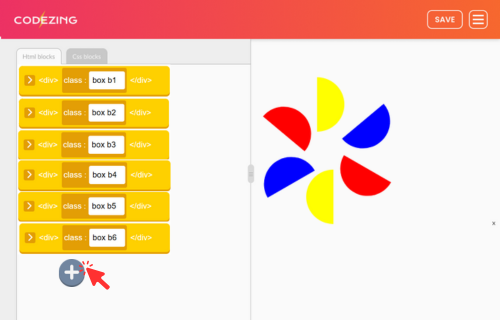 CODEZING
SAVE
Html blocks
Css blocks
<div> class : box b1 </div>
<div> class : box b2 </div>
<div> class : box b3 </div>
<div> class : box b4 </div>
<div> class : box b5 </div>
<div> class : box b6 </div>
x